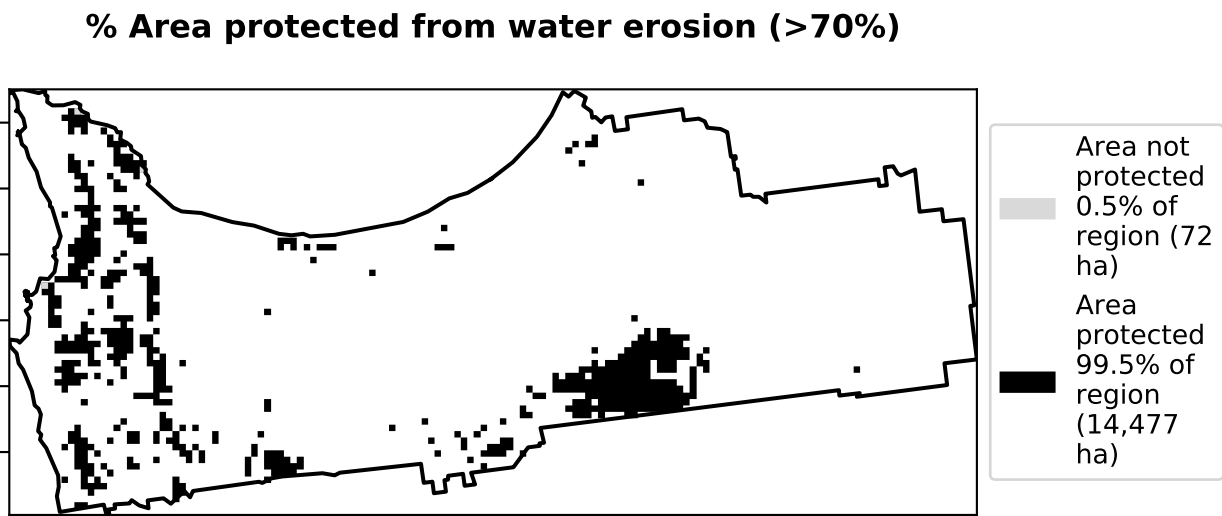 % Area protected from water erosion (>70%)
Area not
protected
0.5% of
region (72
ha)
Area
protected
99.5% of
region
(14,477
ha)